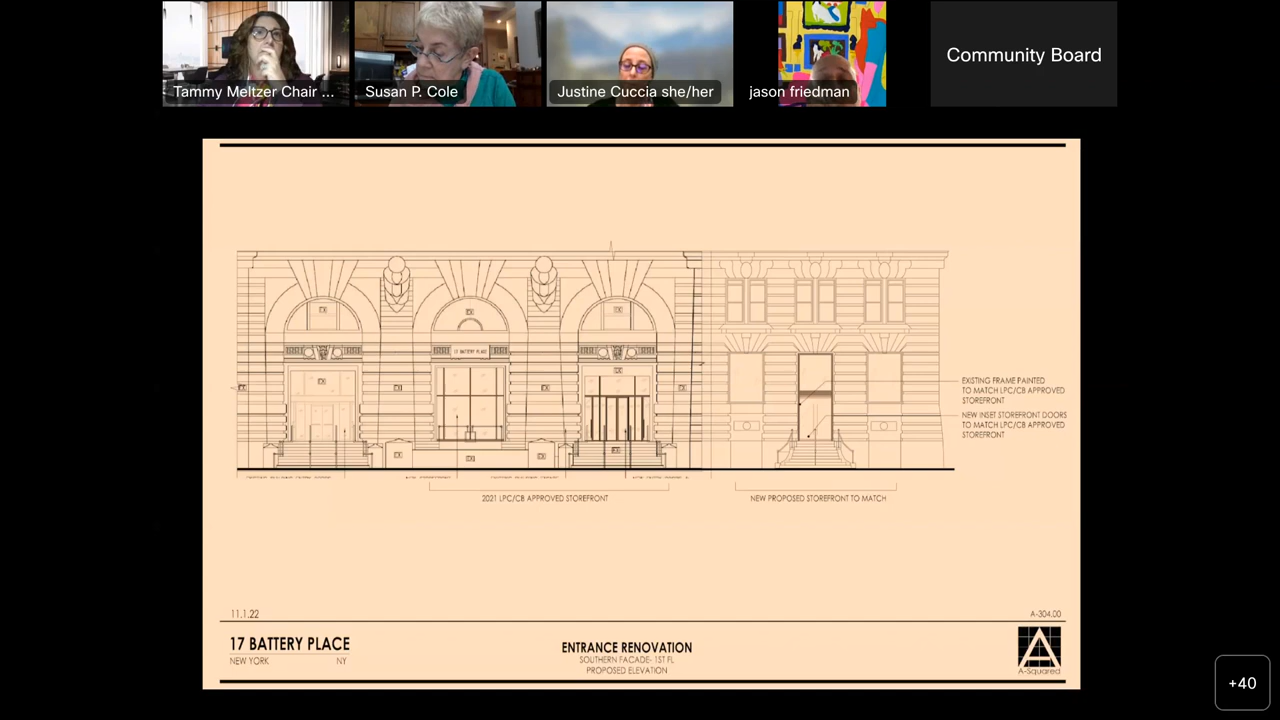 Tammy Meltzer Chair ...
Susan P. Cole
Justine Cuccia she/her
jason friedman
Community Board
17 BATTERY PLACE
EXISTING FRAME PAINTED
TO MATCH LPC/CB APPROVED
STOREFRONT
NEW INSET STOREFRONT DOORS
TO MATCH LPC/CB APPROVED
STOREFRONT
2021 LPC/CB APPROVED STOREFRONT
NEW PROPOSED STOREFRONT TO MATCH
11.1.22
A-304.00
17 BATTERY PLACE
NEW YORK NY
ENTRANCE RENOVATION
SOUTHERN FACADE- 1ST FL
PROPOSED ELEVATION
A-Squared
+40